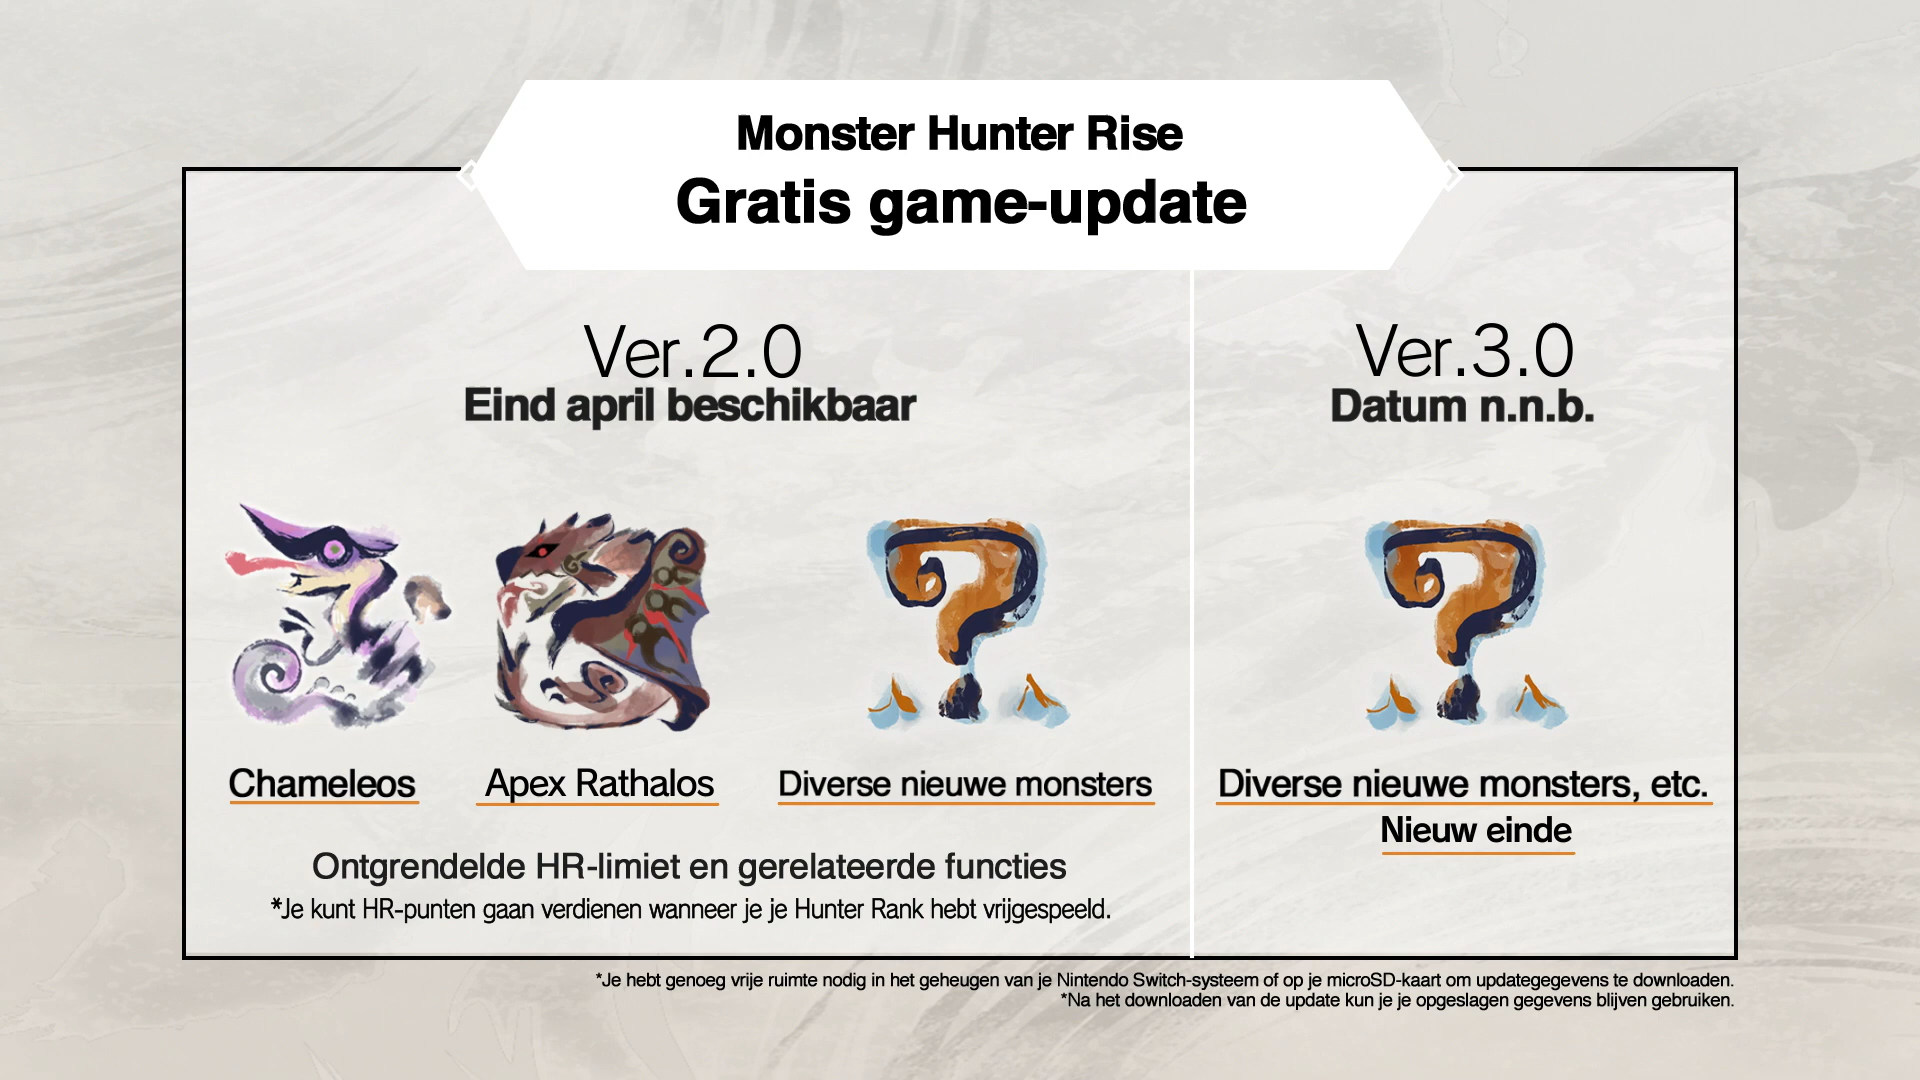 Monster Hunter Rise
Gratis game-update
Ver.2.0
Eind april beschikbaar
Chameleos
Apex Rathalos
Diverse nieuwe monsters
Ontgrendelde HR-limiet en gerelateerde functies
*Je kunt HR-punten gaan verdienen wanneer je je Hunter Rank hebt vrijgespeeld.
Ver.3.0
Datum n.n.b.
Diverse nieuwe monsters, etc.
Nieuw einde
*Je hebt genoeg vrije ruimte nodig in het geheugen van je Nintendo Switch-systeem of op je microSD-kaart om updategegevens te downloaden.
*Na het downloaden van de update kun je je opgeslagen gegevens blijven gebruiken.